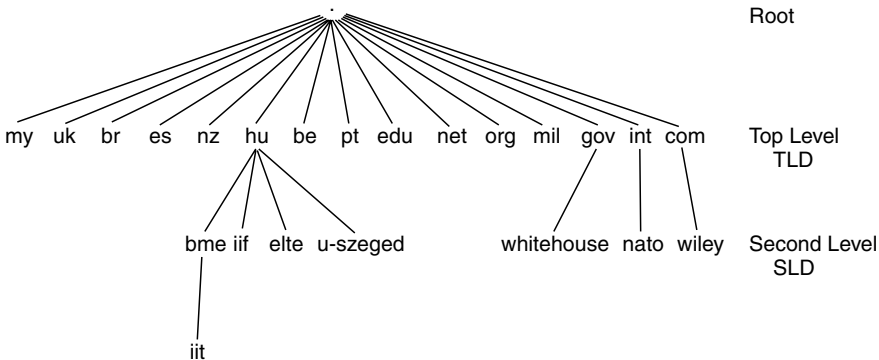 . Root
my uk br es nz hu be pt edu net org mil gov int com Top Level
TLD
bme iif elte u-szeged whitehouse nato wiley Second Level
SLD
iit